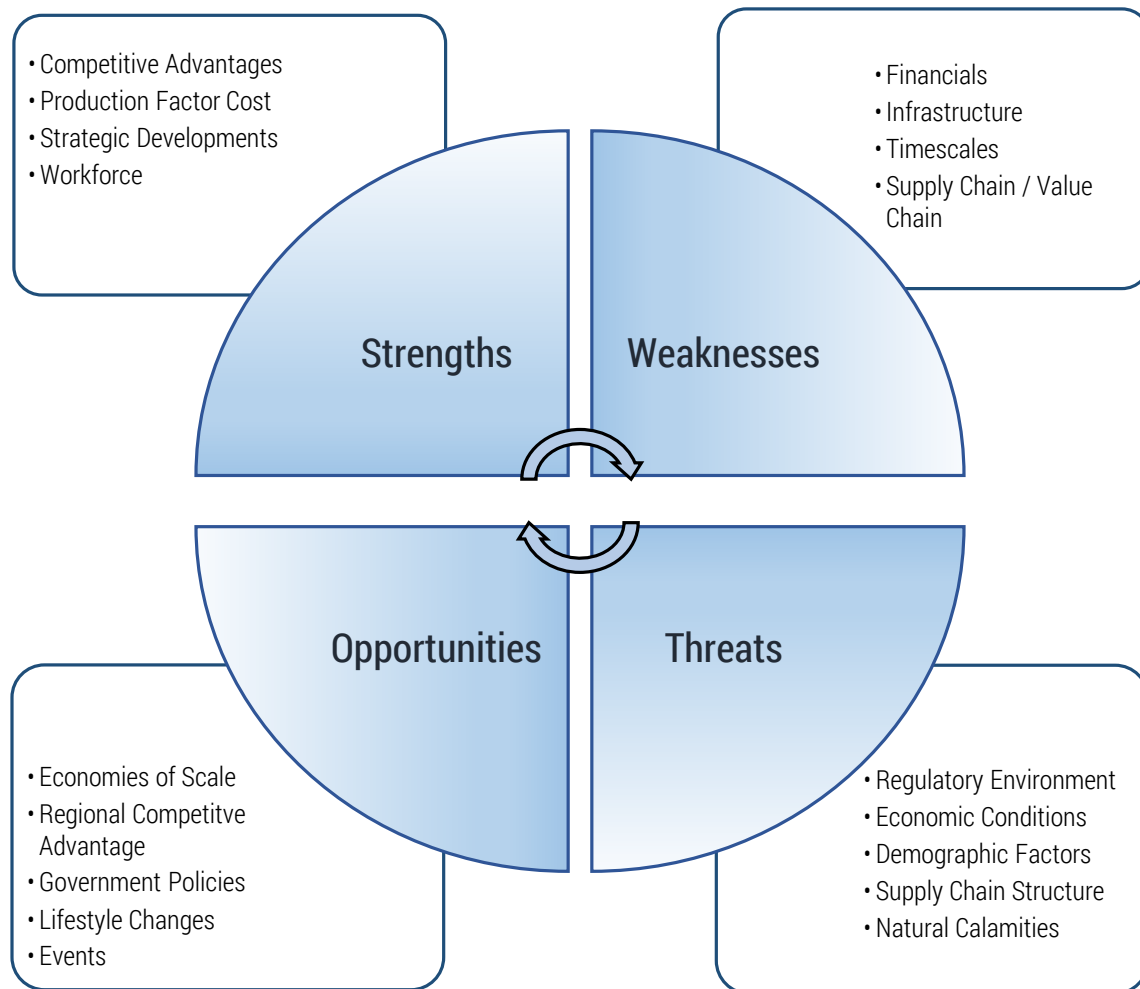 • Competitive Advantages
• Production Factor Cost
• Strategic Developments
• Workforce
• Financials
• Infrastructure
• Timescales
• Supply Chain / Value
Chain
Strengths
Weaknesses
Opportunities
Threats
• Economies of Scale
• Regional Competitve
Advantage
• Government Policies
• Lifestyle Changes
• Events
• Regulatory Environment
• Economic Conditions
• Demographic Factors
• Supply Chain Structure
• Natural Calamities